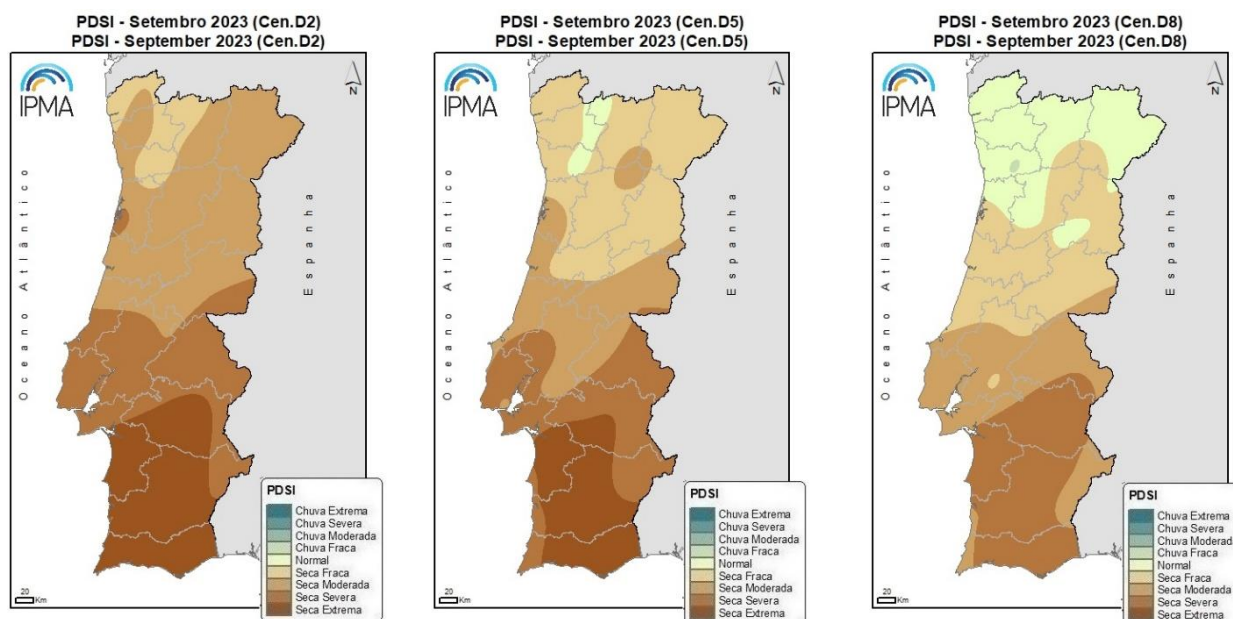 PDSI - Setembro 2023 (Cen.D2)
PDSI - September 2023 (Cen.D2)
IPMA
N
Oceano Atlântico
Espanha
PDSI
Chuva Extrema
Chuva Severa
Chuva Moderada
Chuva Fraca
Normal
Seca Fraca
Seca Moderada
Seca Severa
Seca Extrema
20
Km
PDSI - Setembro 2023 (Cen.D5)
PDSI - September 2023 (Cen.D5)
IPMA
N
Oceano Atlântico
Espanha
PDSI
Chuva Extrema
Chuva Severa
Chuva Moderada
Chuva Fraca
Normal
Seca Fraca
Seca Moderada
Seca Severa
Seca Extrema
20
Km
PDSI - Setembro 2023 (Cen.D8)
PDSI - September 2023 (Cen.D8)
IPMA
N
Oceano Atlântico
Espanha
PDSI
Chuva Extrema
Chuva Severa
Chuva Moderada
Chuva Fraca
Normal
Seca Fraca
Seca Moderada
Seca Severa
Seca Extrema
20
Km